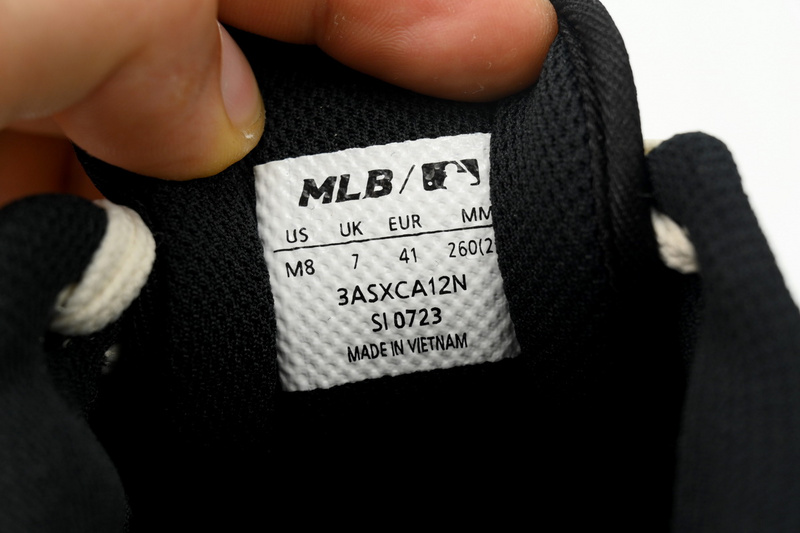 MLB /
US UK EUR MM
M8 7 41 260(2
3ASXCA12N
SI 0723
MADE IN VIETNAM